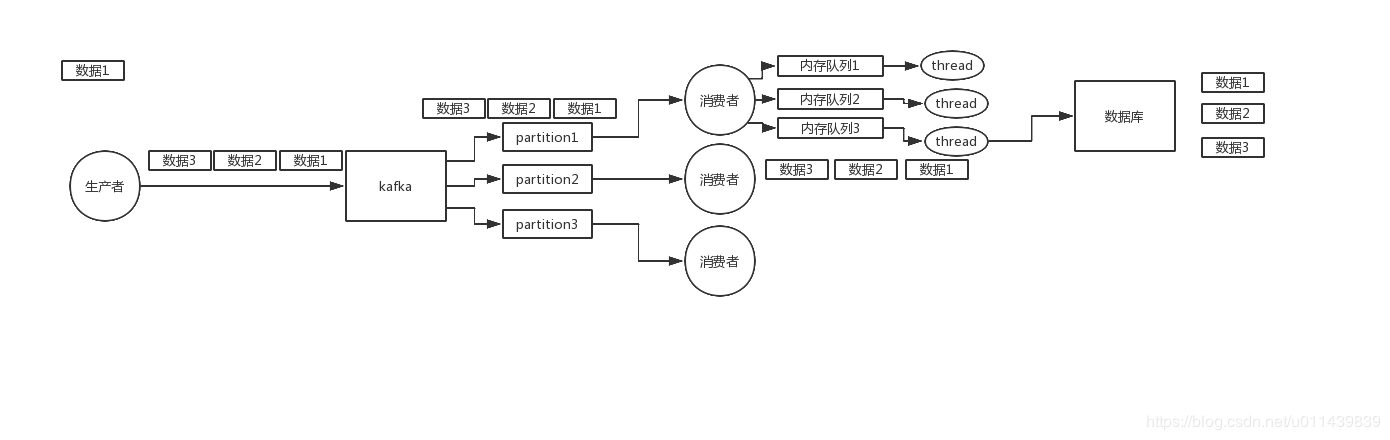 数据1
生产者
数据3
数据2
数据1
kafka
数据3
数据2
数据1
partition1
partition2
partition3
消费者
消费者
消费者
内存队列1
内存队列2
内存队列3
thread
thread
thread
数据3
数据2
数据1
数据库
数据1
数据2
数据3
https://blog.csdn.net/u011439839